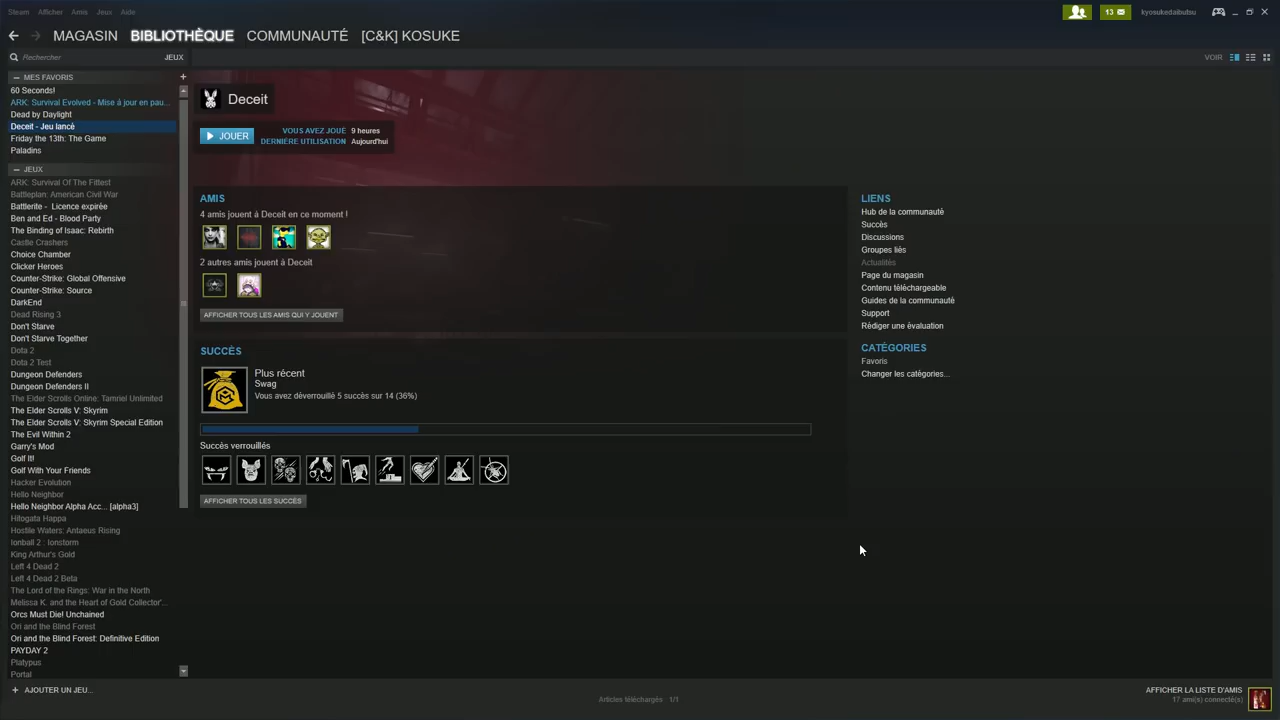 Steam Afficher Amis Jeux Aide
13
kyosukedaibutsu
MAGASIN BIBLIOTHÈQUE COMMUNAUTÉ [C&K] KOSUKE
Rechercher JEUX
VOIR
MES FAVORIS
60 Seconds!
ARK: Survival Evolved - Mise à jour en pau...
Dead by Daylight
Deceit - Jeu lancé
Friday the 13th: The Game
Paladins
JEUX
ARK: Survival Of The Fittest
Battleplan: American Civil War
Battlerite - Licence expirée
Ben and Ed - Blood Party
The Binding of Isaac: Rebirth
Castle Crashers
Choice Chamber
Clicker Heroes
Counter-Strike: Global Offensive
Counter-Strike: Source
DarkEnd
Dead Rising 3
Don't Starve
Don't Starve Together
Dota 2
Dota 2 Test
Dungeon Defenders
Dungeon Defenders II
The Elder Scrolls Online: Tamriel Unlimited
The Elder Scrolls V: Skyrim
The Elder Scrolls V: Skyrim Special Edition
The Evil Within 2
Garry's Mod
Golf It!
Golf With Your Friends
Hacker Evolution
Hello Neighbor
Hello Neighbor Alpha Acc... [alpha3]
Hitogata Happa
Hostile Waters: Antaeus Rising
Ionball 2 : Ionstorm
King Arthur's Gold
Left 4 Dead 2
Left 4 Dead 2 Beta
The Lord of the Rings: War in the North
Melissa K. and the Heart of Gold Collector'...
Orcs Must Die! Unchained
Ori and the Blind Forest
Ori and the Blind Forest: Definitive Edition
PAYDAY 2
Platypus
Portal
AJOUTER UN JEU...
Deceit
JOUER
VOUS AVEZ JOUÉ 9 heures
DERNIÈRE UTILISATION Aujourd'hui
AMIS
4 amis jouent à Deceit en ce moment !
2 autres amis jouent à Deceit
AFFICHER TOUS LES AMIS QUI Y JOUENT
SUCCÈS
Plus récent
Swag
Vous avez déverrouillé 5 succès sur 14 (36%)
Succès verrouillés
AFFICHER TOUS LES SUCCÈS
LIENS
Hub de la communauté
Succès
Discussions
Groupes liés
Actualités
Page du magasin
Contenu téléchargeable
Guides de la communauté
Support
Rédiger une évaluation
CATÉGORIES
Favoris
Changer les catégories...
Articles téléchargés : 1/1
AFFICHER LA LISTE D'AMIS
17 ami(s) connecté(s)